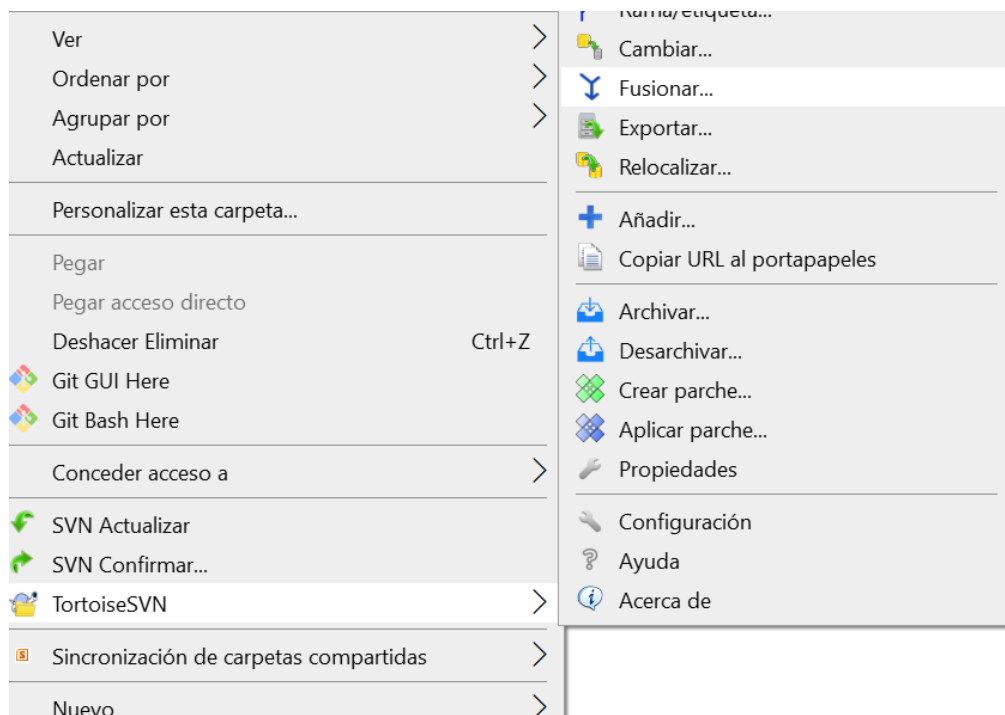 Ver
Ordenar por
Agrupar por
Actualizar
Personalizar esta carpeta...
Pegar
Pegar acceso directo
Deshacer Eliminar Ctrl+Z
Git GUI Here
Git Bash Here
Conceder acceso a
SVN Actualizar
SVN Confirmar...
TortoiseSVN
Sincronización de carpetas compartidas
Nuevo
Rama/etiqueta...
Cambiar...
Fusionar...
Exportar...
Relocalizar...
Añadir...
Copiar URL al portapapeles
Archivar...
Desarchivar...
Crear parche...
Aplicar parche...
Propiedades
Configuración
Ayuda
Acerca de